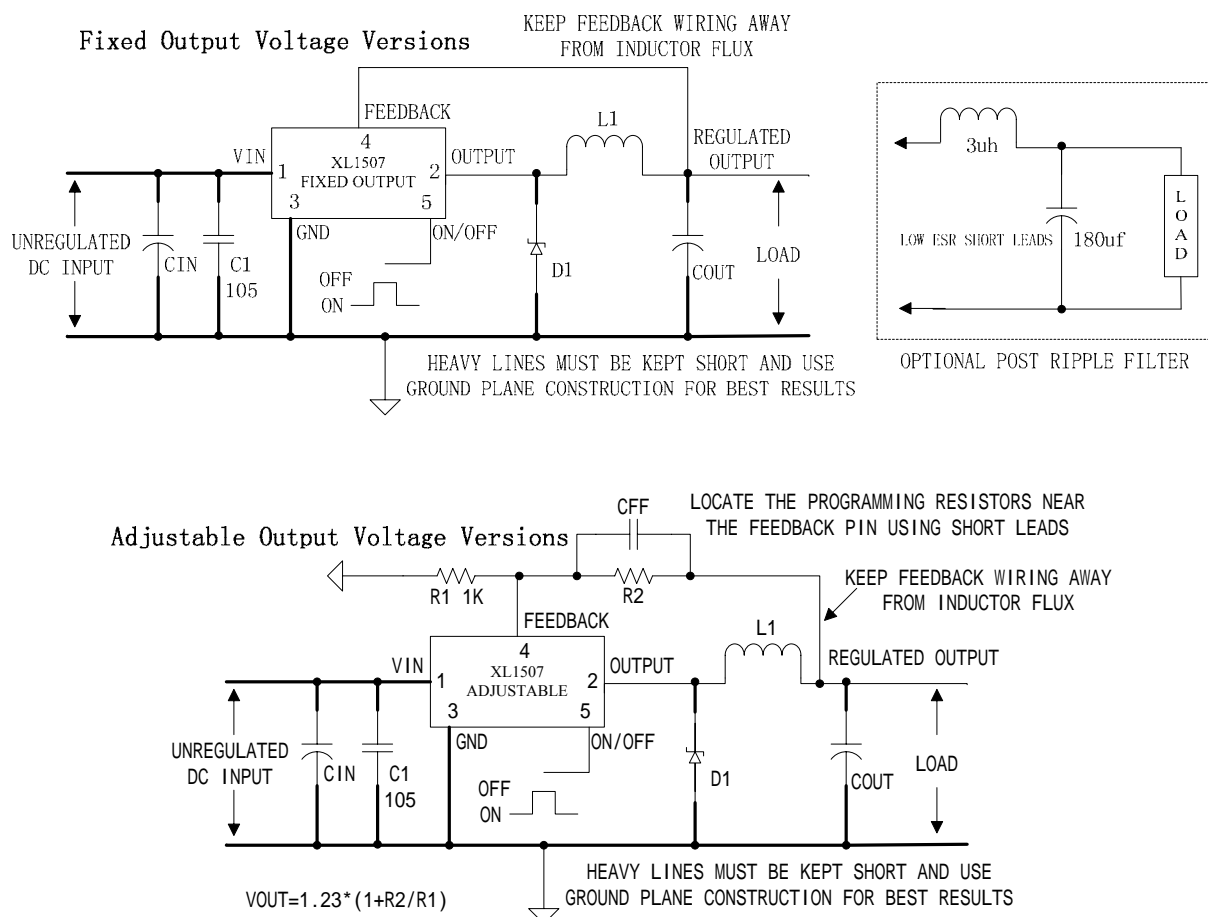 Fixed Output Voltage Versions
KEEP FEEDBACK WIRING AWAY
FROM INDUCTOR FLUX
FEEDBACK
4
L1
REGULATED
OUTPUT
VIN
1
XL1507
FIXED OUTPUT
2
OUTPUT
3
5
GND
ON/OFF
UNREGULATED
DC INPUT
CIN
C1
105
OFF
ON
D1
COUT
LOAD
HEAVY LINES MUST BE KEPT SHORT AND USE
GROUND PLANE CONSTRUCTION FOR BEST RESULTS
3uh
LOW ESR SHORT LEADS
180uf
LOAD
OPTIONAL POST RIPPLE FILTER
Adjustable Output Voltage Versions
CFF
LOCATE THE PROGRAMMING RESISTORS NEAR
THE FEEDBACK PIN USING SHORT LEADS
R1 1K
R2
KEEP FEEDBACK WIRING AWAY
FROM INDUCTOR FLUX
FEEDBACK
4
L1
REGULATED OUTPUT
VIN
1
XL1507
ADJUSTABLE
2
OUTPUT
3
5
GND
ON/OFF
UNREGULATED
DC INPUT
CIN
C1
105
OFF
ON
D1
COUT
LOAD
HEAVY LINES MUST BE KEPT SHORT AND USE
GROUND PLANE CONSTRUCTION FOR BEST RESULTS
VOUT=1.23*(1+R2/R1)